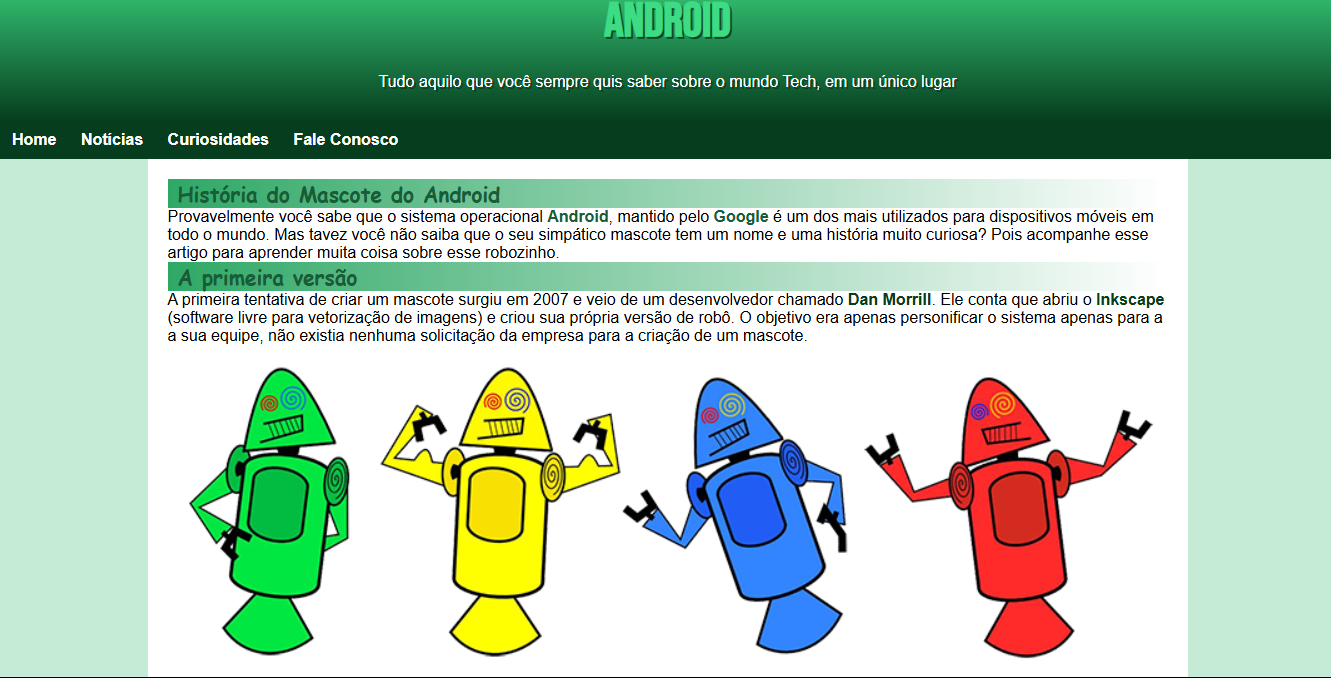 ANDROID
Tudo aquilo que você sempre quis saber sobre o mundo Tech, em um único lugar
Home Notícias Curiosidades Fale Conosco
História do Mascote do Android
Provavelmente você sabe que o sistema operacional Android, mantido pelo Google é um dos mais utilizados para dispositivos móveis em
todo o mundo. Mas tavez você não saiba que o seu simpático mascote tem um nome e uma história muito curiosa? Pois acompanhe esse
artigo para aprender muita coisa sobre esse robozinho.
A primeira versão
A primeira tentativa de criar um mascote surgiu em 2007 e veio de um desenvolvedor chamado Dan Morrill. Ele conta que abriu o Inkscape
(software livre para vetorização de imagens) e criou sua própria versão de robô. O objetivo era apenas personificar o sistema apenas para a
a sua equipe, não existia nenhuma solicitação da empresa para a criação de um mascote.